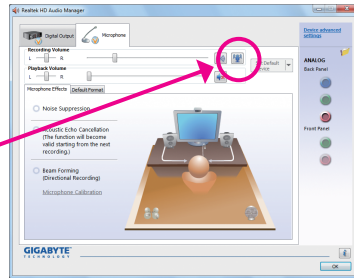 Realtek HD Audio Manager
Digital Output
Microphone
Device advanced
settings
Recording Volume
L
R
Set Default
Device
Playback Volume
L
R
Microphone Effects
Default Format
Noise Suppression
Acoustic Echo Cancellation
(The function will become
valid starting from the next
recording.)
Beam Forming
(Directional Recording)
Microphone Calibration
ANALOG
Back Panel
Front Panel
GIGABYTE
TECHNOLOGY
OK